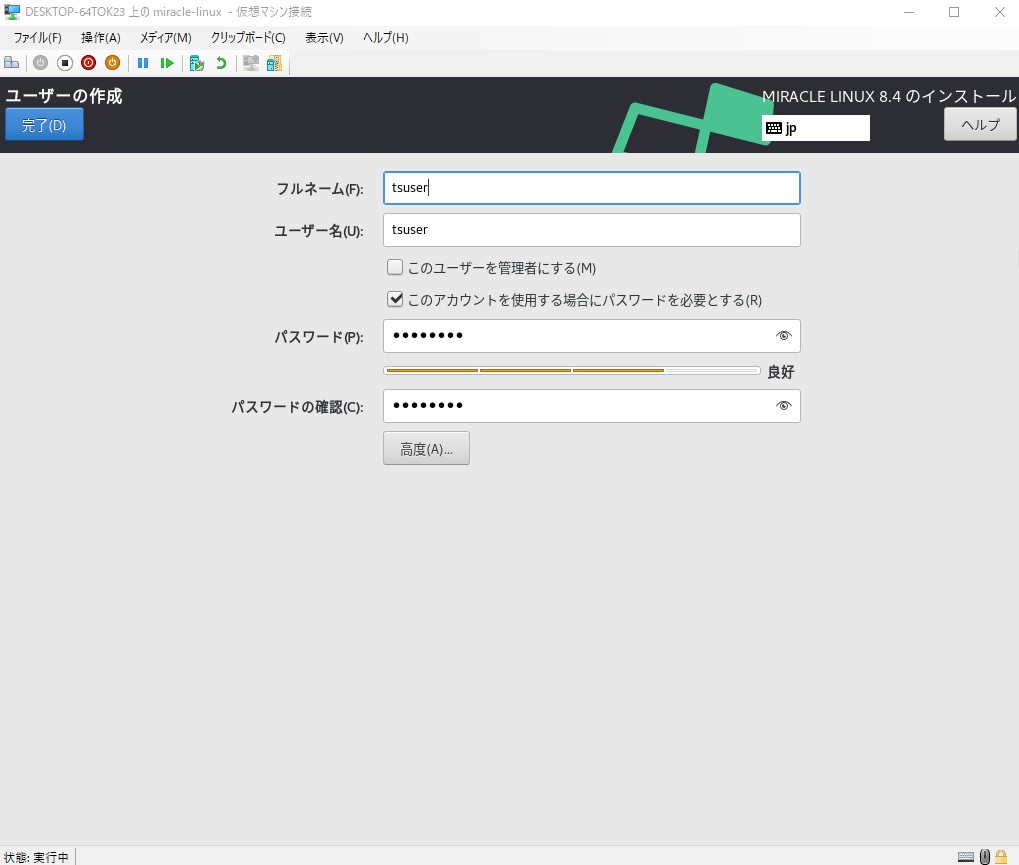 DESKTOP-64TOK23 上の miracle-linux - 仮想マシン接続
ファイル(F) 操作(A) メディア(M) クリップボード(C) 表示(V) ヘルプ(H)
ユーザーの作成
MIRACLE LINUX 8.4 のインストール
完了(D)
jp
ヘルプ
フルネーム(F):
tsuser
ユーザー名(U):
tsuser
このユーザーを管理者にする(M)
このアカウントを使用する場合にパスワードを必要とする(R)
パスワード(P):
••••••••
良好
パスワードの確認(C):
••••••••
高度(A)...
状態: 実行中